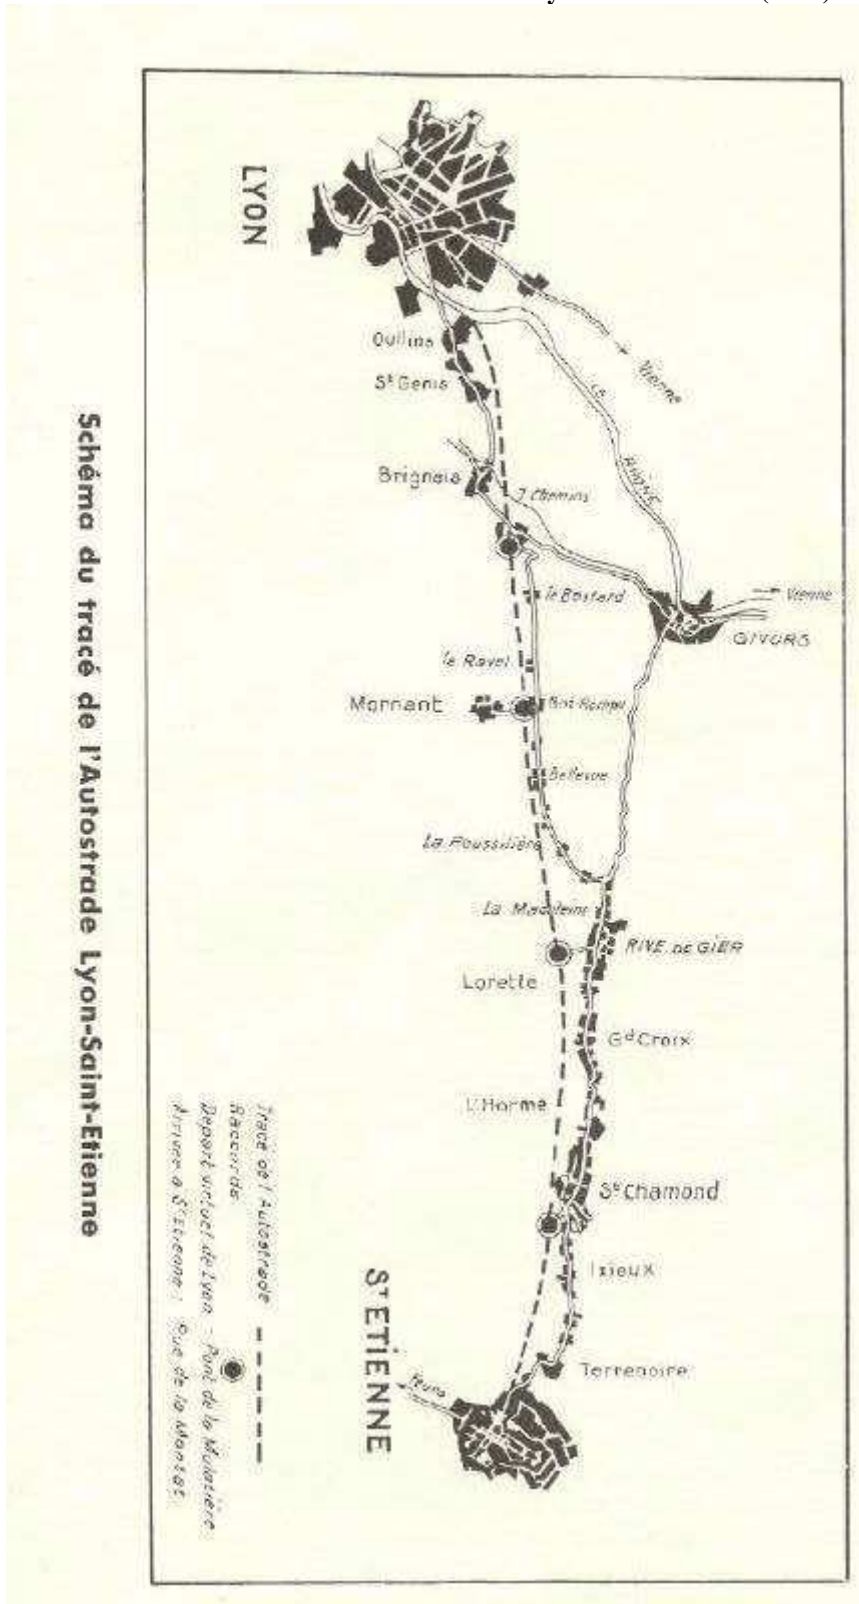 Schéma du tracé de l'Autostrade Lyon-Saint-Etienne
LYON
Oullins
Sᵗ Genis
Vienne
Le
RHÔNE
Brignais
7 Chemins
le Bastard
Vienne
GIVORS
le Ravel
Mornant
Bellevue
La Poussilière
La Madeleine
RIVE DE GIER
Lorette
Gᵈ Croix
L'Horme
Sᵗ Chamond
Izieux
Terrenoire
Sᵀ ETIENNE
Feurs
Tracé de l'Autostrade
Raccords
Départ virtuel de Lyon - Pont de la Mulatière
Arrivée à Sᵗ Etienne : Rue de la Montat